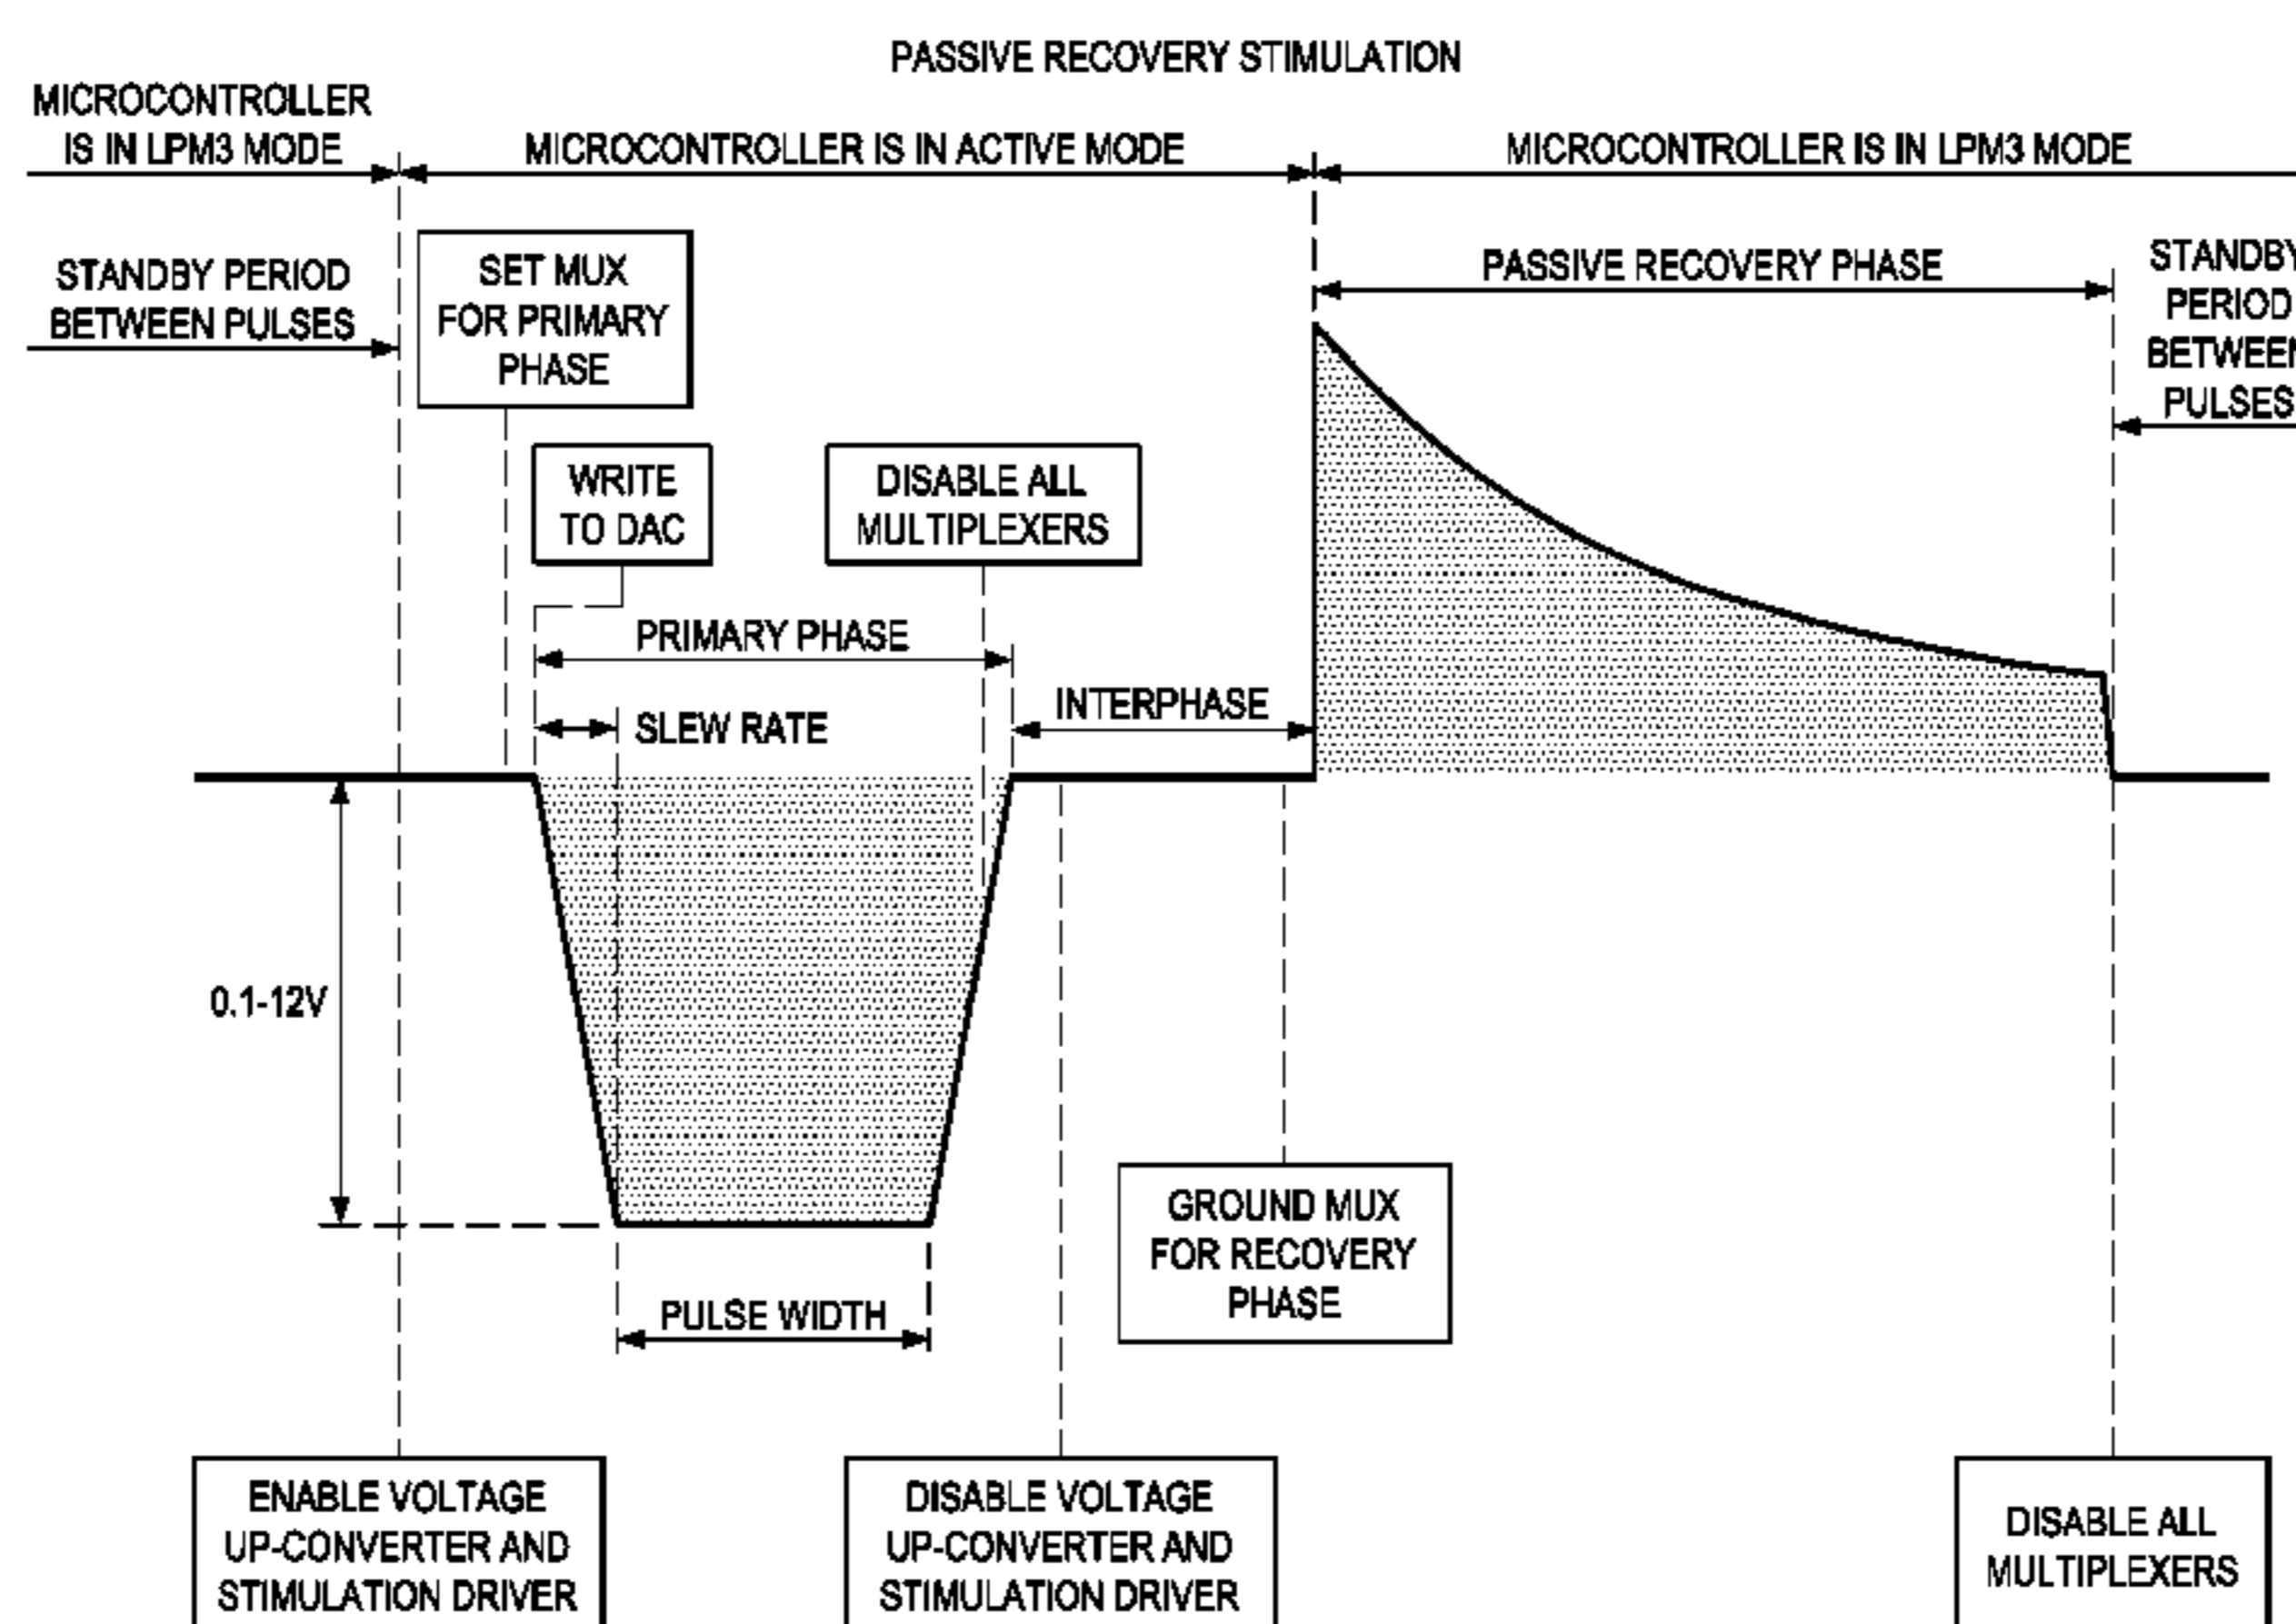 PASSIVE RECOVERY STIMULATION
MICROCONTROLLER
IS IN LPM3 MODE
MICROCONTROLLER IS IN ACTIVE MODE
MICROCONTROLLER IS IN LPM3 MODE
STANDBY PERIOD
BETWEEN PULSES
SET MUX
FOR PRIMARY
PHASE
PASSIVE RECOVERY PHASE
STANDBY
PERIOD
BETWEEN
PULSES
WRITE
TO DAC
DISABLE ALL
MULTIPLEXERS
PRIMARY PHASE
SLEW RATE
INTERPHASE
0.1-12V
GROUND MUX
FOR RECOVERY
PHASE
PULSE WIDTH
ENABLE VOLTAGE
UP-CONVERTER AND
STIMULATION DRIVER
DISABLE VOLTAGE
UP-CONVERTER AND
STIMULATION DRIVER
DISABLE ALL
MULTIPLEXERS